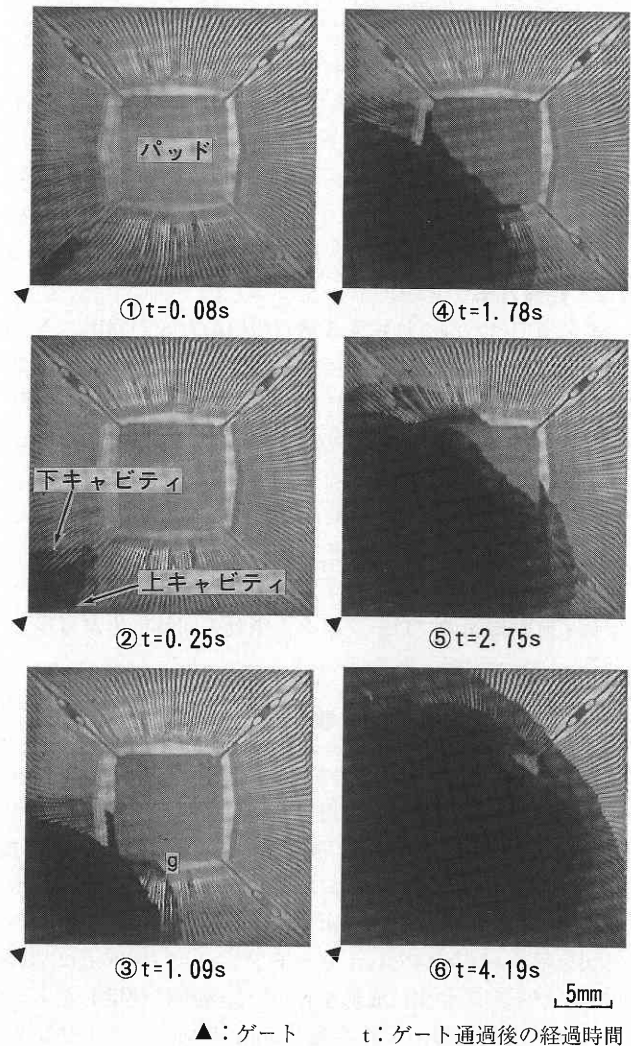 パッド
①t=0.08s
下キャビティ
上キャビティ
②t=0.25s
g
③t=1.09s
④t=1.78s
⑤t=2.75s
⑥t=4.19s
5mm
▲：ゲート　　t：ゲート通過後の経過時間